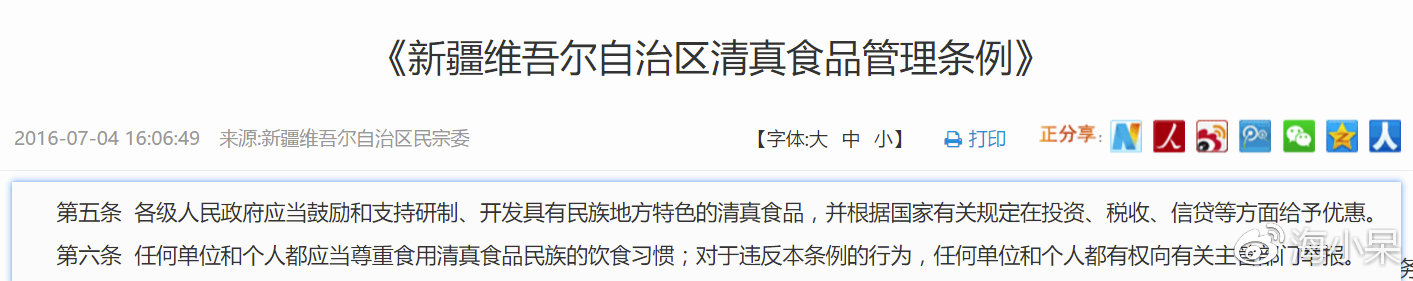 《新疆维吾尔自治区清真食品管理条例》
2016-07-04 16:06:49 来源:新疆维吾尔自治区民宗委 【字体:大 中 小】 打印 正分享:
第五条 各级人民政府应当鼓励和支持研制、开发具有民族地方特色的清真食品，并根据国家有关规定在投资、税收、信贷等方面给予优惠。
第六条 任何单位和个人都应当尊重食用清真食品民族的饮食习惯；对于违反本条例的行为，任何单位和个人都有权向有关主管部门举报。
海小呆